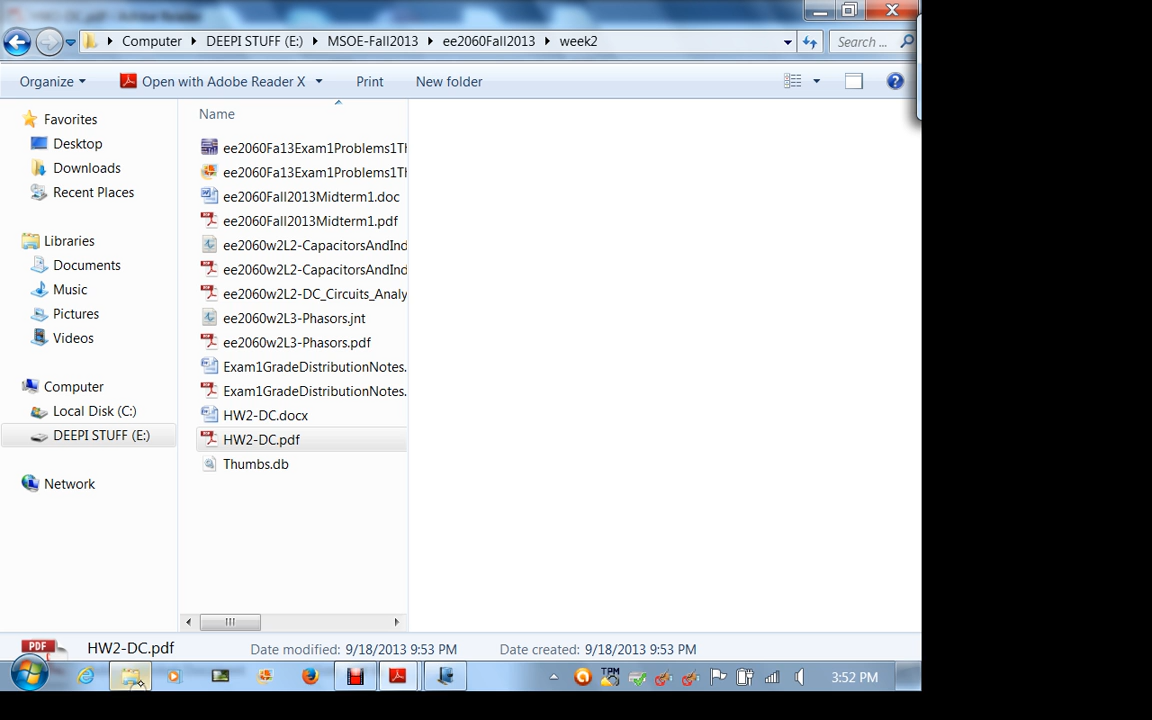 Computer ▸ DEEPI STUFF (E:) ▸ MSOE-Fall2013 ▸ ee2060Fall2013 ▸ week2
Search ...
Organize
Open with Adobe Reader X
Print
New folder
Favorites
Desktop
Downloads
Recent Places
Libraries
Documents
Music
Pictures
Videos
Computer
Local Disk (C:)
DEEPI STUFF (E:)
Network
Name
ee2060Fa13Exam1Problems1Th
ee2060Fa13Exam1Problems1Th
ee2060Fall2013Midterm1.doc
ee2060Fall2013Midterm1.pdf
ee2060w2L2-CapacitorsAndInd
ee2060w2L2-CapacitorsAndInd
ee2060w2L2-DC_Circuits_Analy
ee2060w2L3-Phasors.jnt
ee2060w2L3-Phasors.pdf
Exam1GradeDistributionNotes.
Exam1GradeDistributionNotes.
HW2-DC.docx
HW2-DC.pdf
Thumbs.db
PDF
HW2-DC.pdf
Date modified: 9/18/2013 9:53 PM
Date created: 9/18/2013 9:53 PM
TPM
3:52 PM